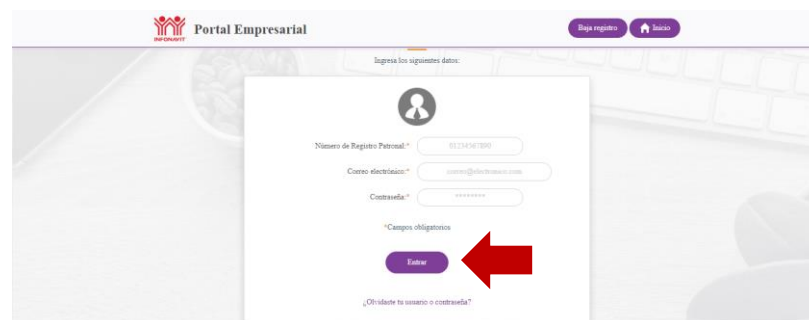 INFONAVIT
Portal Empresarial
Baja registro
Inicio
Ingresa los siguientes datos:
Número de Registro Patronal:* 01234567890
Correo electrónico:* correo@electronico.com
Contraseña:* ********
*Campos obligatorios
Entrar
¿Olvidaste tu usuario o contraseña?